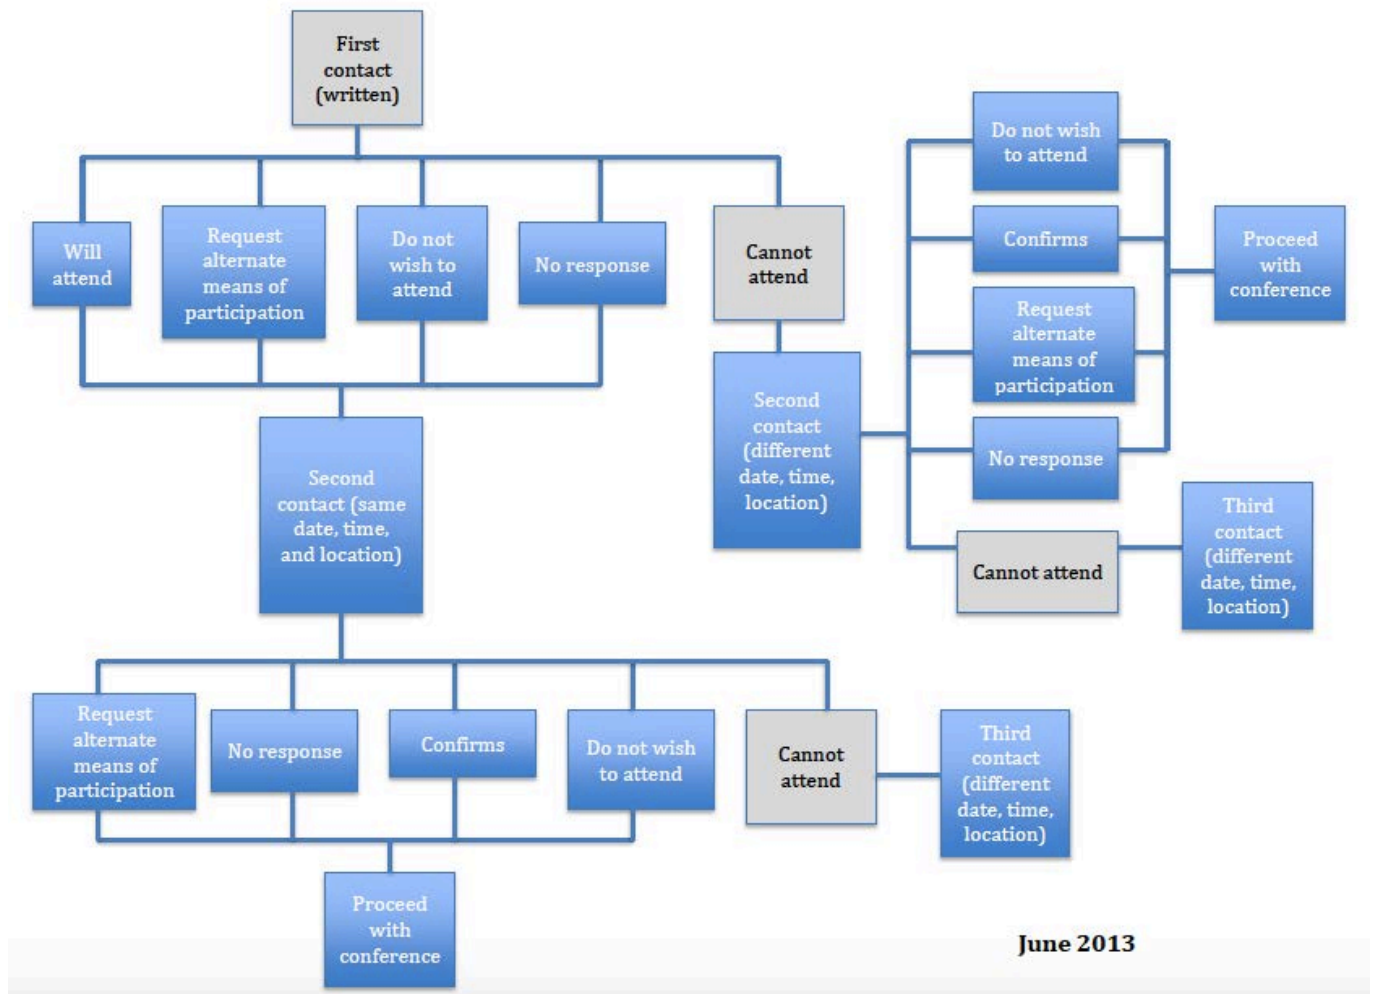 First
contact
(written)
Will
attend
Request
alternate
means of
participation
Do not
wish to
attend
No response
Cannot
attend
Second
contact
(different
date, time,
location)
Do not wish
to attend
Confirms
Request
alternate
means of
participation
No response
Cannot attend
Proceed
with
conference
Third
contact
(different
date, time,
location)
Second
contact (same
date, time,
and location)
Request
alternate
means of
participation
No response
Confirms
Do not wish
to attend
Cannot
attend
Third
contact
(different
date, time,
location)
Proceed
with
conference
June 2013